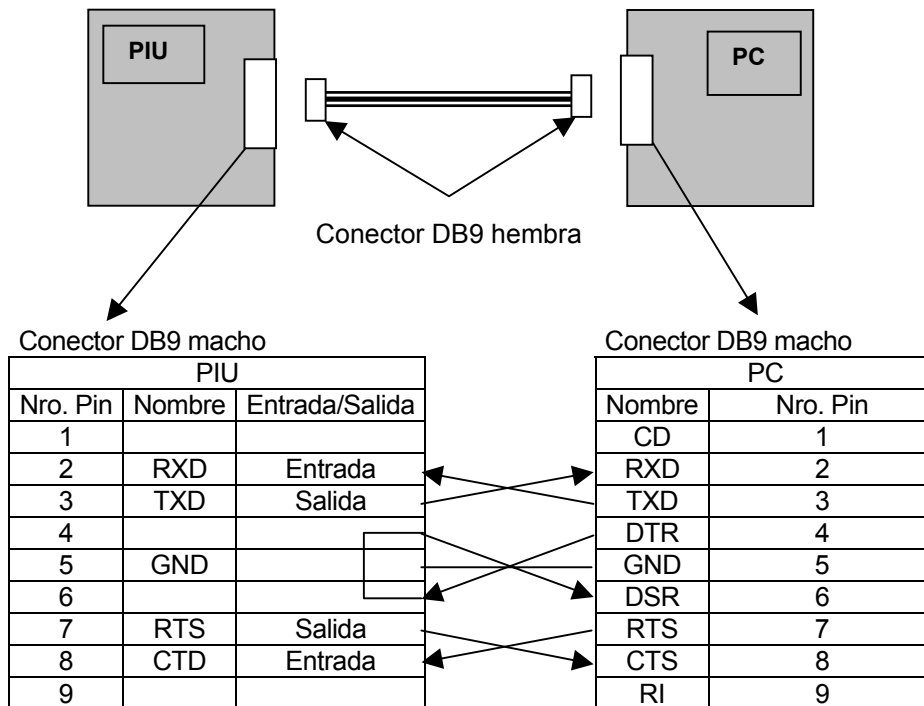 PIU
PC
Conector DB9 hembra
Conector DB9 macho
PIU
Nro. Pin Nombre Entrada/Salida
1
2 RXD Entrada
3 TXD Salida
4
5 GND
6
7 RTS Salida
8 CTD Entrada
9
Conector DB9 macho
PC
Nombre Nro. Pin
CD 1
RXD 2
TXD 3
DTR 4
GND 5
DSR 6
RTS 7
CTS 8
RI 9